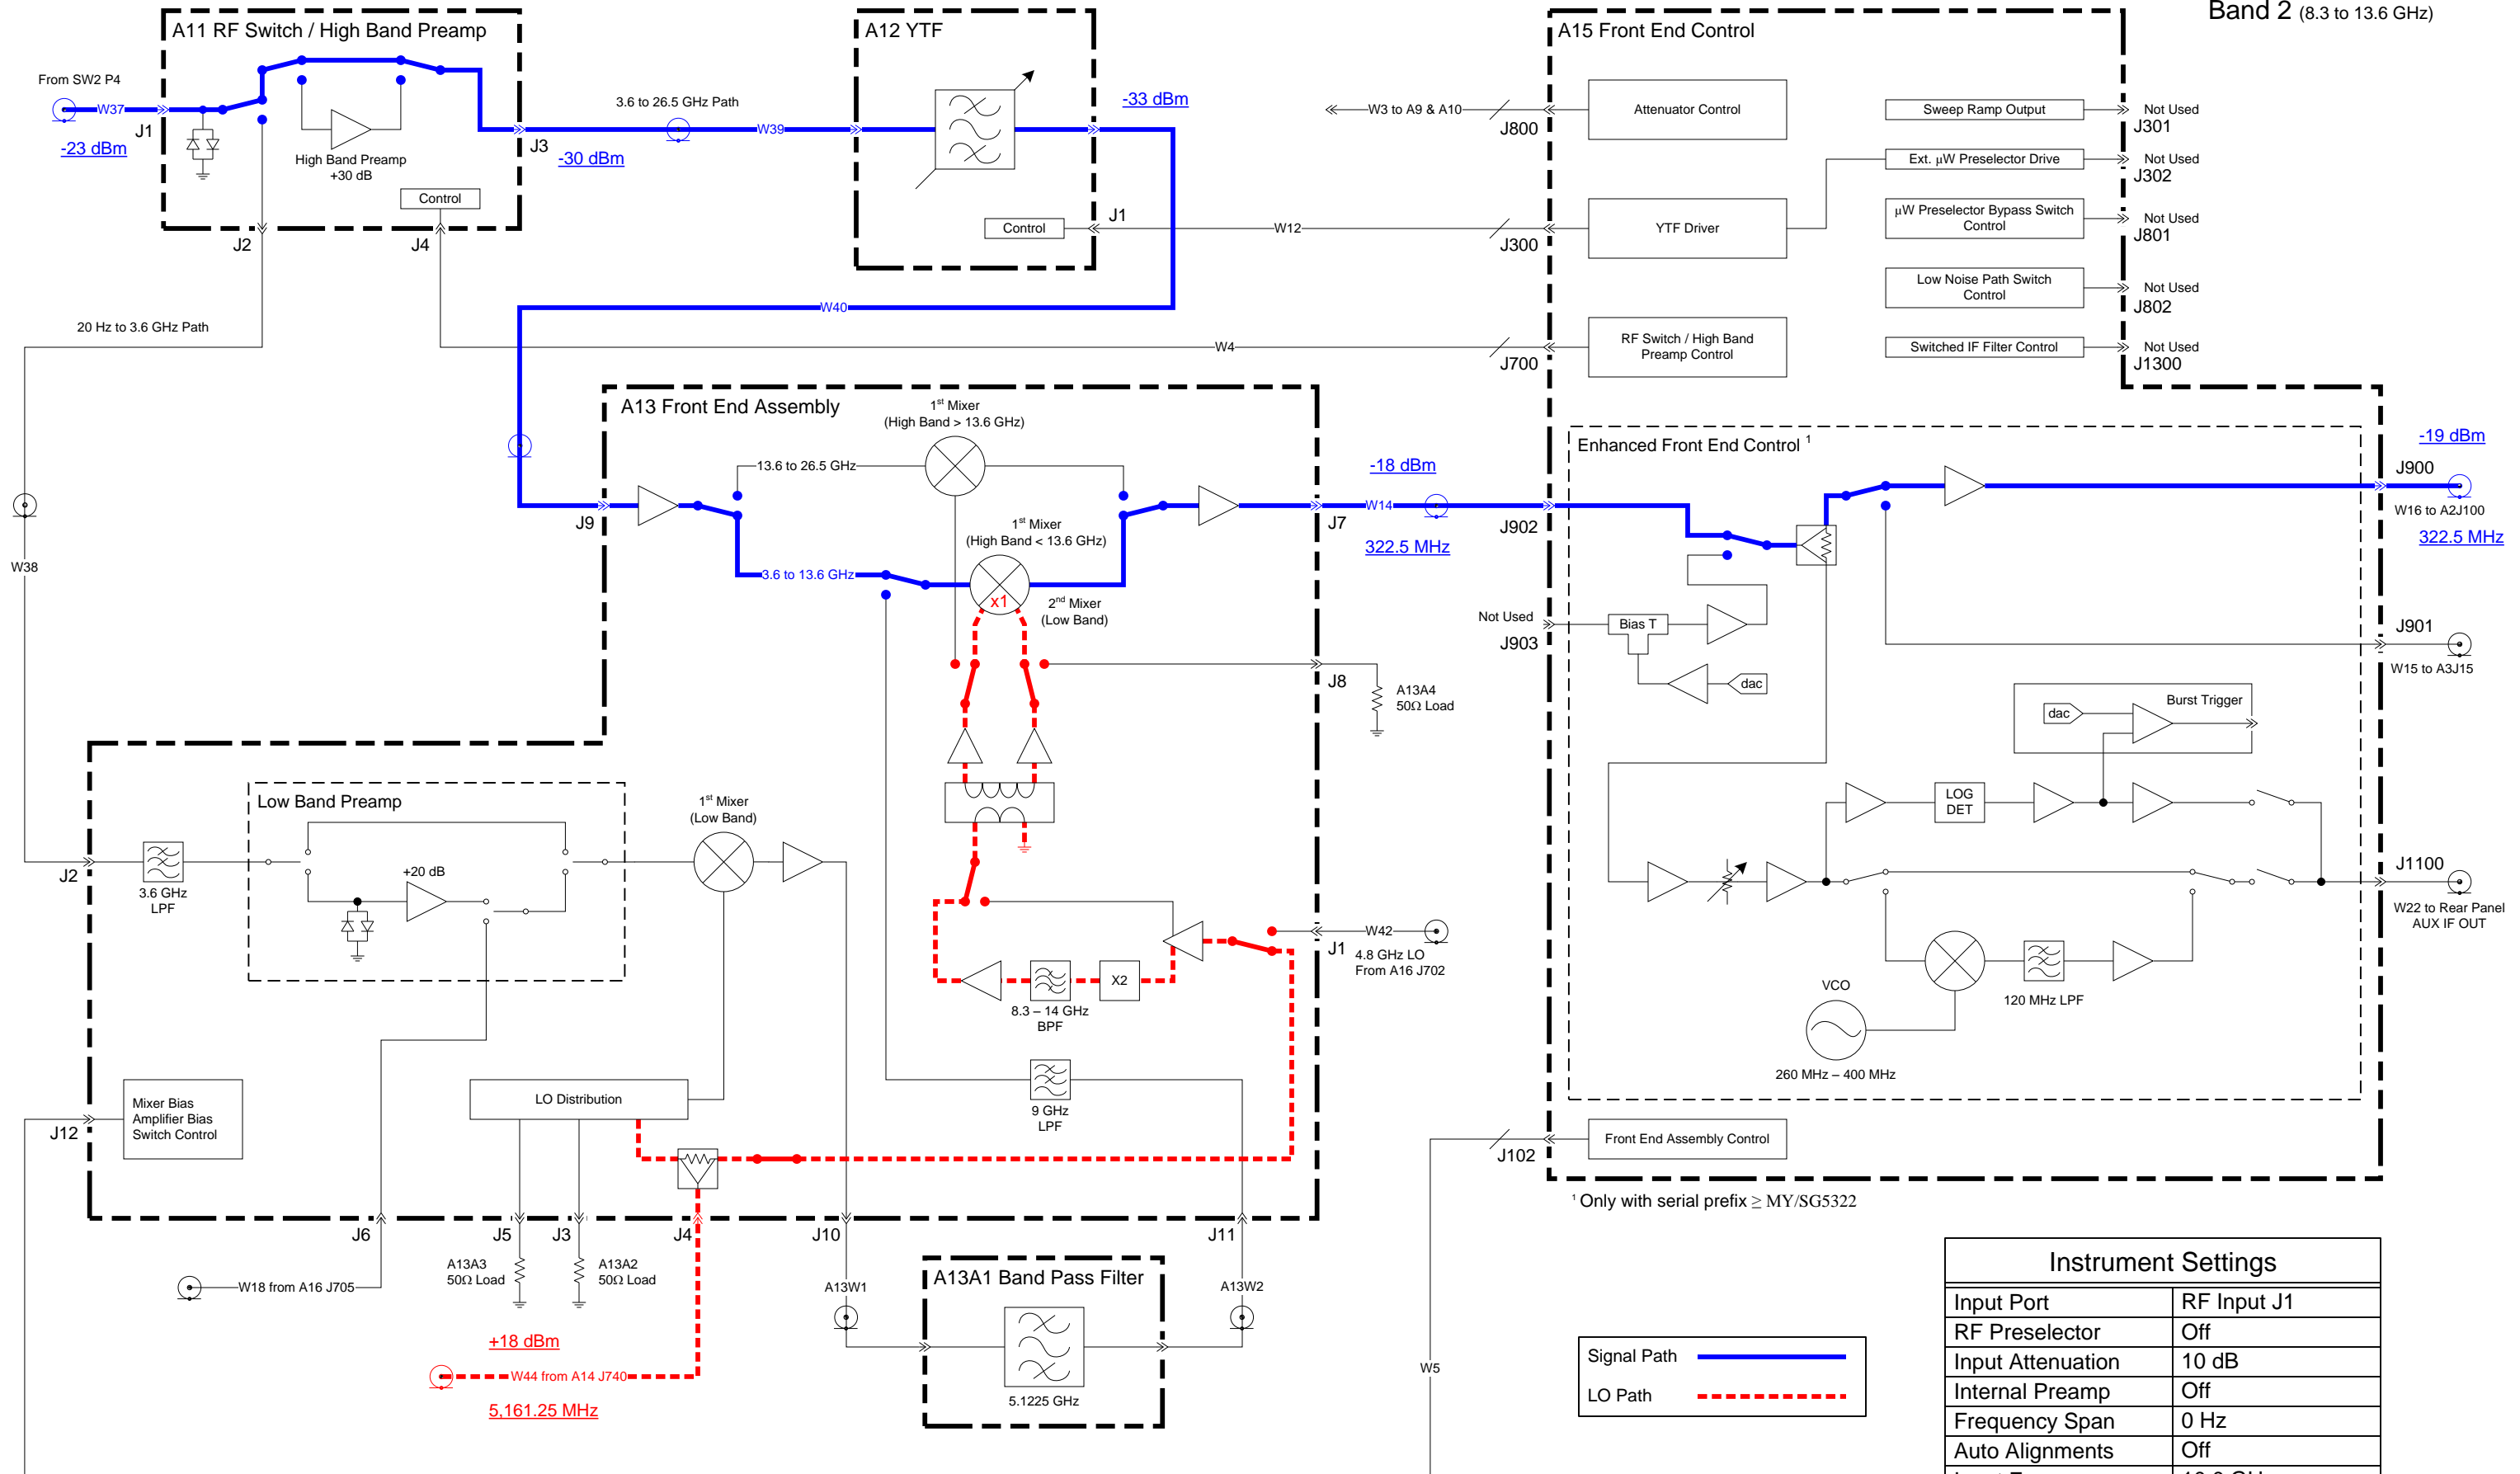 Band 2 (8.3 to 13.6 GHz)
A11 RF Switch / High Band Preamp
From SW2 P4
W37
J1
-23 dBm
High Band Preamp
+30 dB
Control
J2
J4
J3
-30 dBm
3.6 to 26.5 GHz Path
W39
A12 YTF
-33 dBm
Control
J1
W12
W40
W4
20 Hz to 3.6 GHz Path
W38
A15 Front End Control
W3 to A9 & A10
J800
Attenuator Control
J300
YTF Driver
J700
RF Switch / High Band
Preamp Control
Sweep Ramp Output
Not Used
J301
Ext. µW Preselector Drive
Not Used
J302
µW Preselector Bypass Switch
Control
Not Used
J801
Low Noise Path Switch
Control
Not Used
J802
Switched IF Filter Control
Not Used
J1300
A13 Front End Assembly
1st Mixer
(High Band > 13.6 GHz)
13.6 to 26.5 GHz
J9
1st Mixer
(High Band < 13.6 GHz)
3.6 to 13.6 GHz
x1
2nd Mixer
(Low Band)
J7
-18 dBm
W14
322.5 MHz
J902
J8
A13A4
50Ω Load
Enhanced Front End Control 1
-19 dBm
J900
W16 to A2J100
322.5 MHz
Not Used
J903
Bias T
dac
J901
W15 to A3J15
Burst Trigger
dac
LOG
DET
J1100
W22 to Rear Panel
AUX IF OUT
VCO
120 MHz LPF
260 MHz – 400 MHz
Low Band Preamp
J2
3.6 GHz
LPF
+20 dB
1st Mixer
(Low Band)
W42
J1
4.8 GHz LO
From A16 J702
X2
8.3 – 14 GHz
BPF
9 GHz
LPF
LO Distribution
Mixer Bias
Amplifier Bias
Switch Control
J12
Front End Assembly Control
J102
1 Only with serial prefix ≥ MY/SG5322
J6
J5
J3
J4
J10
J11
W18 from A16 J705
A13A3
50Ω Load
A13A2
50Ω Load
+18 dBm
W44 from A14 J740
5,161.25 MHz
A13W1
A13A1 Band Pass Filter
5.1225 GHz
A13W2
W5
Signal Path
LO Path
Instrument Settings
Input Port RF Input J1
RF Preselector Off
Input Attenuation 10 dB
Internal Preamp Off
Frequency Span 0 Hz
Auto Alignments Off